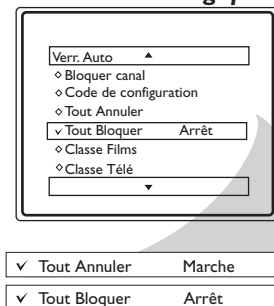 Verr. Auto
Bloquer canal
Code de configuration
Tout Annuler
Tout Bloquer Arrêt
Classe Films
Classe Télé
Tout Annuler Marche
Tout Bloquer Arrêt